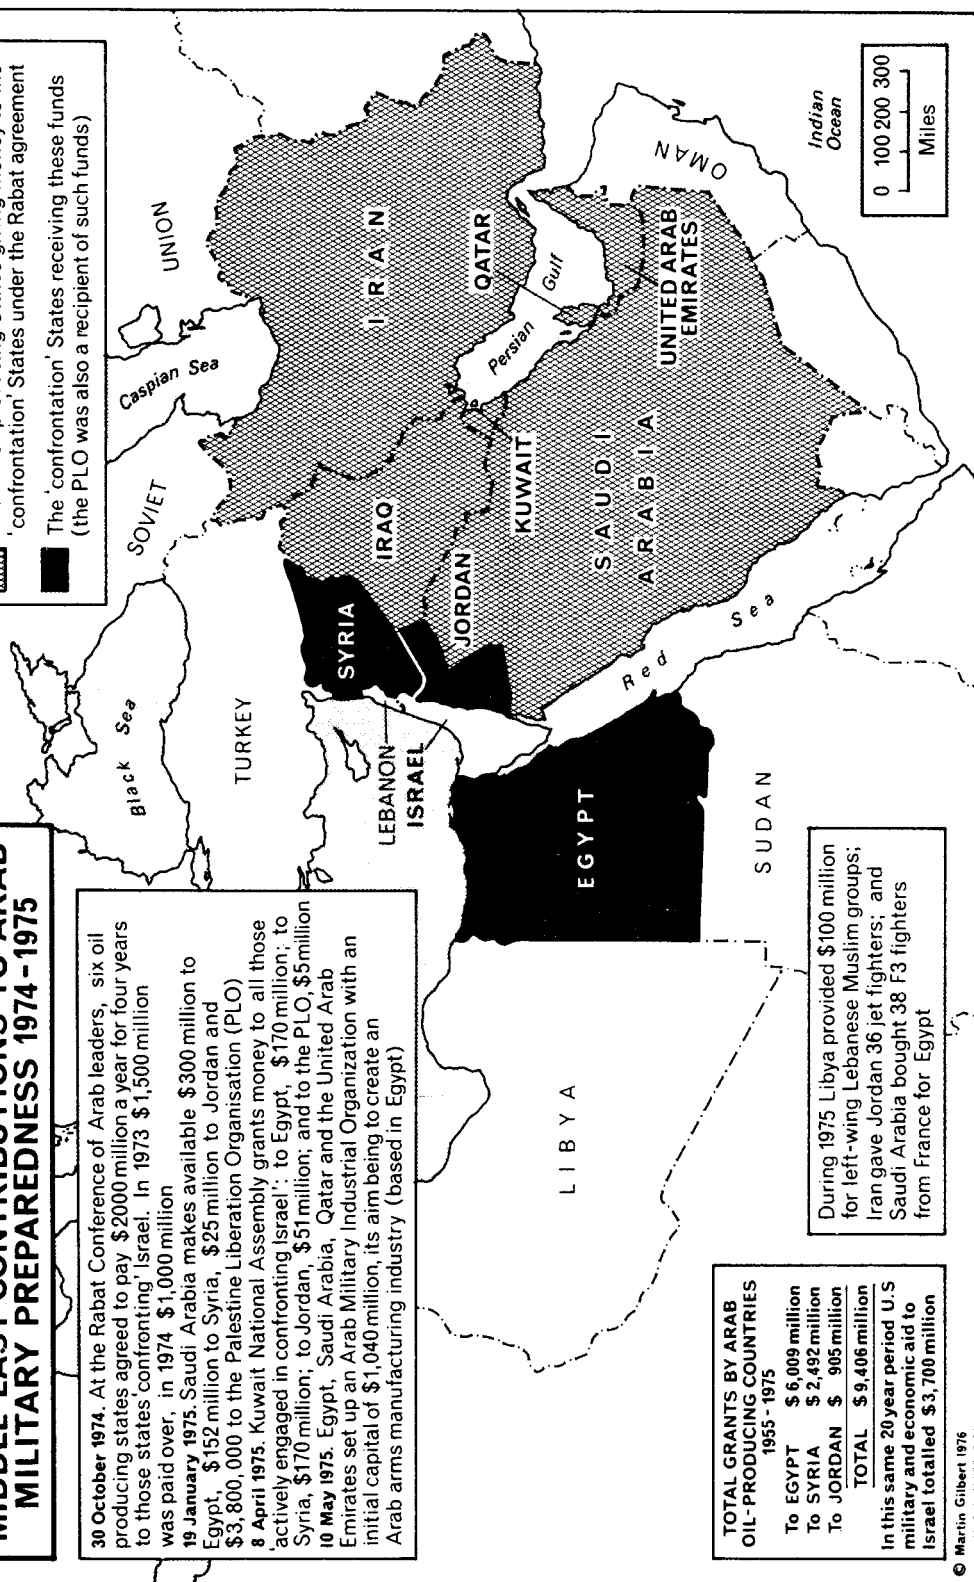 MILITARY PREPAREDNESS 1974-1975
30 October 1974. At the Rabat Conference of Arab leaders, six oil
producing states agreed to pay $2000 million a year for four years
to those states 'confronting' Israel. In 1973 $1,500 million
was paid over, in 1974 $1,000 million
19 January 1975. Saudi Arabia makes available $300 million to
Egypt, $152 million to Syria, $25 million to Jordan and
$3,800,000 to the Palestine Liberation Organisation (PLO)
8 April 1975. Kuwait National Assembly grants money to all those
'actively engaged in confronting Israel': to Egypt, $170 million; to
Syria, $170 million; to Jordan, $51 million; and to the PLO, $5 million
10 May 1975. Egypt, Saudi Arabia, Qatar and the United Arab
Emirates set up an Arab Military Industrial Organization with an
initial capital of $1,040 million, its aim being to create an
Arab arms manufacturing industry (based in Egypt)
'confrontation' States under the Rabat agreement
The 'confrontation' States receiving these funds
(the PLO was also a recipient of such funds)
SOVIET
UNION
Black Sea
Caspian Sea
TURKEY
SYRIA
LEBANON
ISRAEL
IRAQ
IRAN
JORDAN
KUWAIT
QATAR
Persian
Gulf
SAUDI
ARABIA
UNITED ARAB
EMIRATES
OMAN
Red Sea
EGYPT
LIBYA
SUDAN
Indian
Ocean
0 100 200 300
Miles
TOTAL GRANTS BY ARAB
OIL-PRODUCING COUNTRIES
1955-1975
To EGYPT $6,009 million
To SYRIA $2,492 million
To JORDAN $ 905 million
TOTAL $9,406 million
In this same 20 year period U.S
military and economic aid to
Israel totalled $3,700 million
During 1975 Libya provided $100 million
for left-wing Lebanese Muslim groups;
Iran gave Jordan 36 jet fighters; and
Saudi Arabia bought 38 F3 fighters
from France for Egypt
© Martin Gilbert 1976